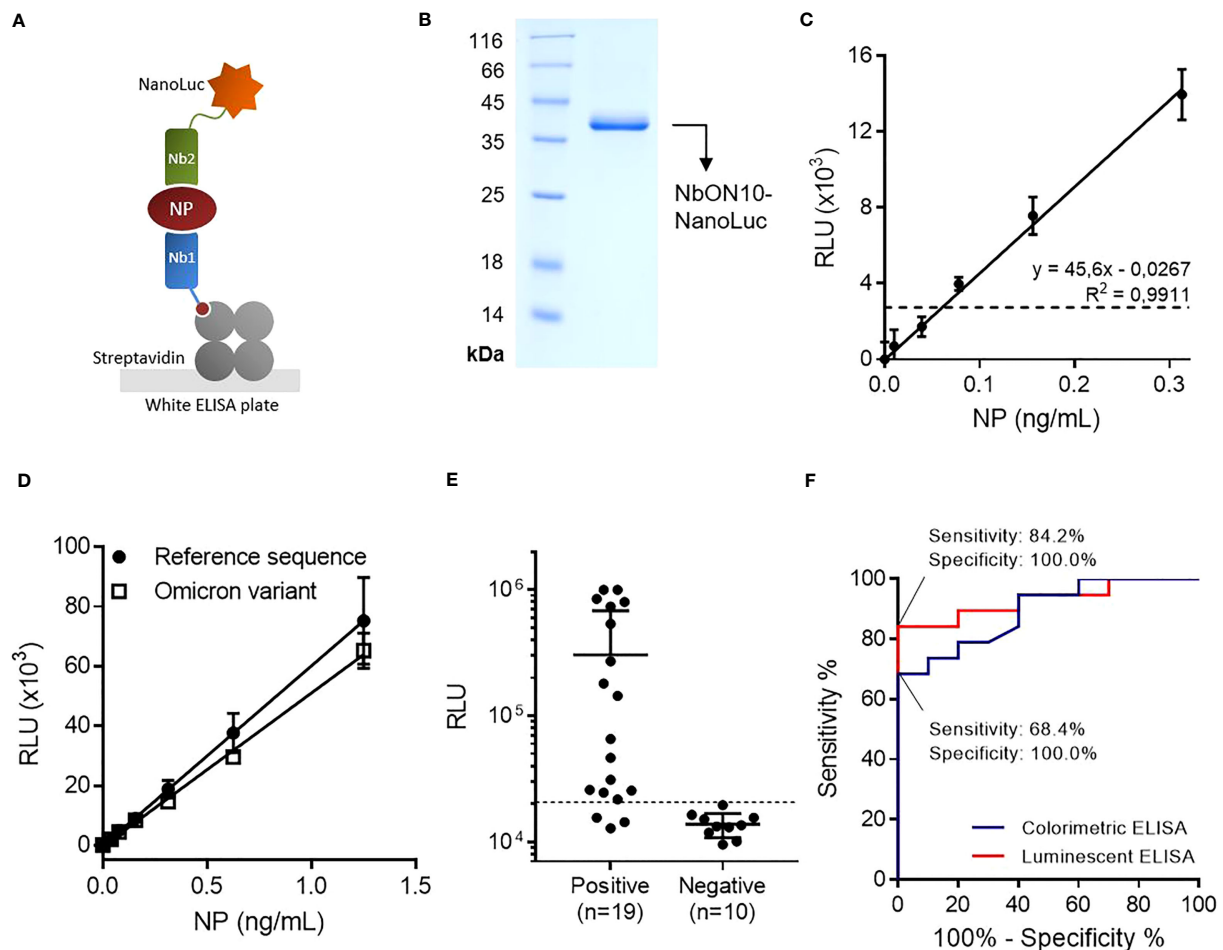 A
NanoLuc
Nb2
NP
Nb1
Streptavidin
White ELISA plate
B
116
66
45
35
25
18
14
kDa
NbON10-
NanoLuc
C
16
12
8
4
0
RLU (x10³)
y = 45,6x - 0,0267
R² = 0,9911
0.0 0.1 0.2 0.3
NP (ng/mL)
D
100
80
60
40
20
0
RLU (x10³)
Reference sequence
Omicron variant
0.0 0.5 1.0 1.5
NP (ng/mL)
E
10⁶
10⁵
10⁴
RLU
Positive Negative
(n=19) (n=10)
F
Sensitivity: 84.2%
Specificity: 100.0%
100
80
60
40
20
0
Sensitivity %
Sensitivity: 68.4%
Specificity: 100.0%
Colorimetric ELISA
Luminescent ELISA
0 20 40 60 80 100
100% - Specificity %